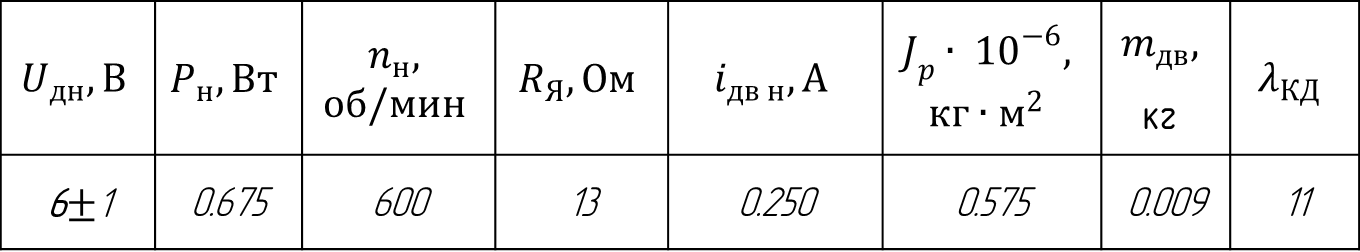 U_дн, В P_н, Вт n_н, об/мин R_Я, Ом i_дв н, А J_p · 10^−6, кг · м^2 m_дв, кг λ_КД
6±1 0.675 600 13 0.250 0.575 0.009 11